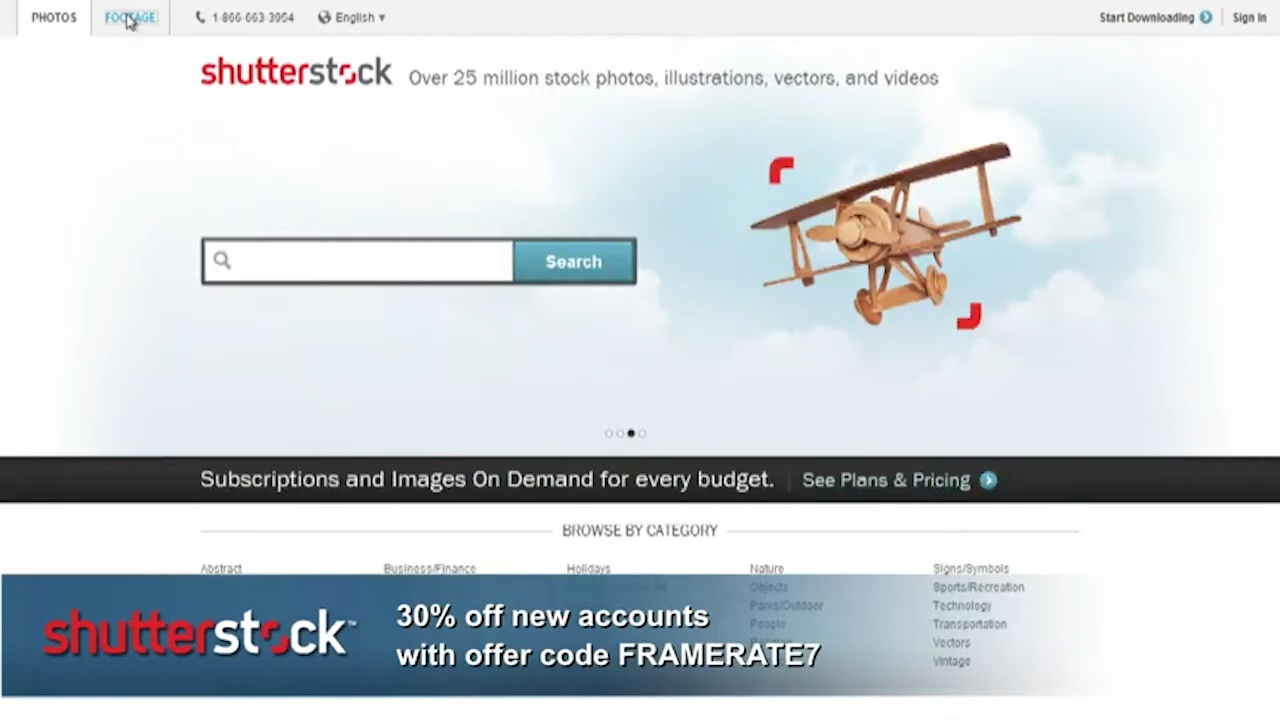 PHOTOS FOOTAGE 1-866-663-3954 English Start Downloading Sign In
shutterstock Over 25 million stock photos, illustrations, vectors, and videos
Search
Subscriptions and Images On Demand for every budget. See Plans & Pricing
BROWSE BY CATEGORY
Abstract Business/Finance Holidays Nature Signs/Symbols
Objects Sports/Recreation
Parks/Outdoor Technology
People Transportation
Vectors
Vintage
shutterstock™ 30% off new accounts
with offer code FRAMERATE7